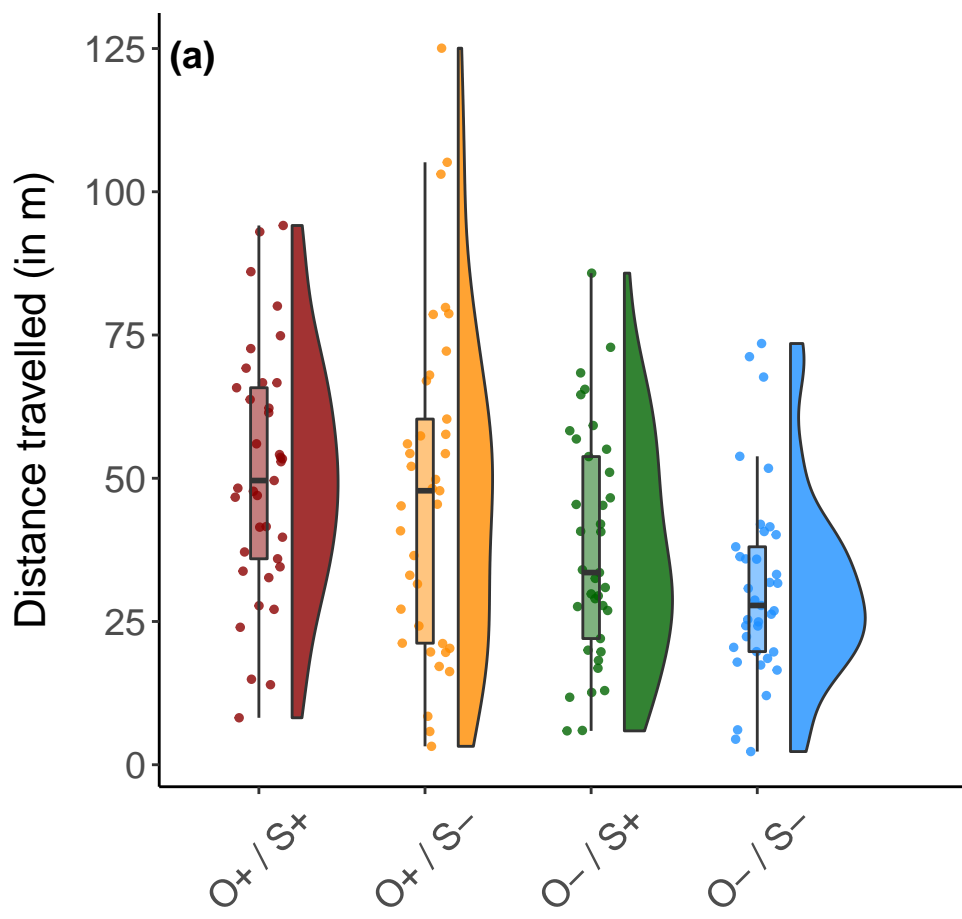 (a)
Distance travelled (in m)
125
100
75
50
25
0
O+ / S+
O+ / S−
O− / S+
O− / S−